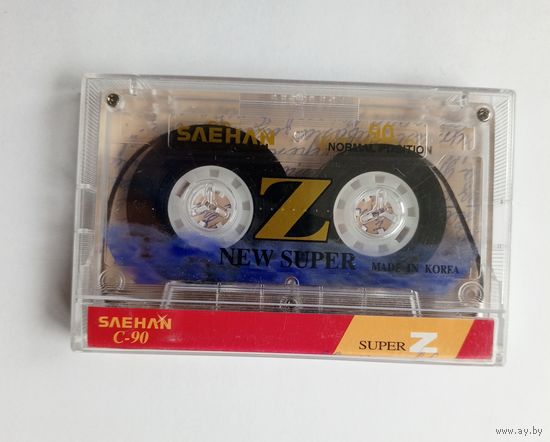 SAEHAN 90
NORMAL POSITION
Z
NEW SUPER MADE IN KOREA
SAEHAN
C-90
SUPER Z
www.ay.by